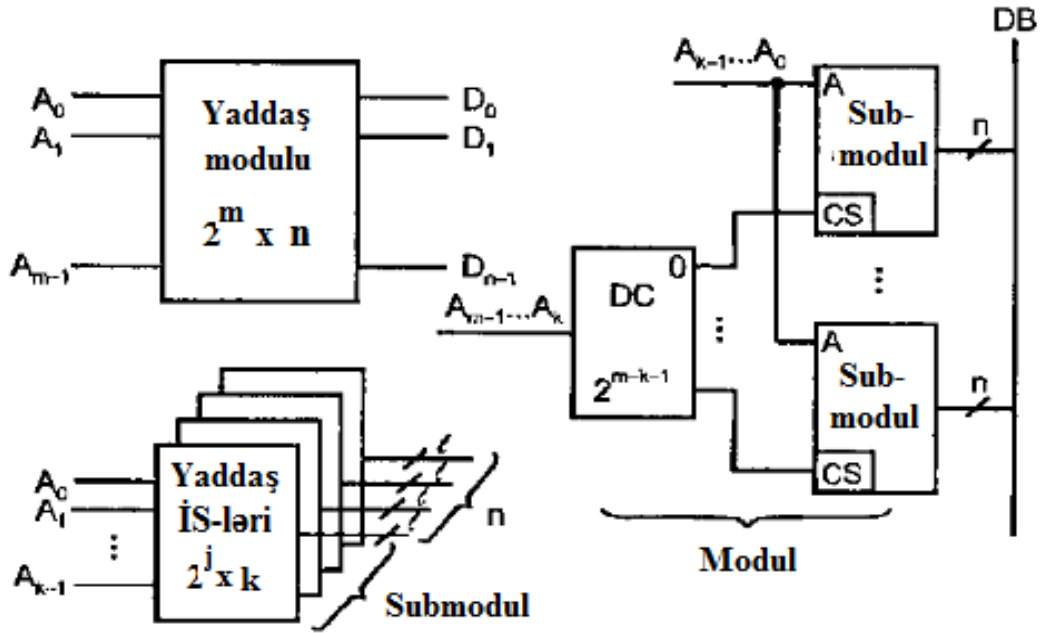 A₀
A₁
Aₘ₋₁
Yaddaş
modulu
2ᵐ x n
D₀
D₁
Dₙ₋₁
A₀
A₁
...
Aₖ₋₁
Yaddaş
İS-ləri
2ʲ x k
ℓ
ℓ
ℓ
ℓ
n
Submodul
Aₖ₋₁...A₀
Aₘ₋₁...Aₖ
DC
0
...
2ᵐ⁻ᵏ⁻¹
A
Sub-
modul
CS
n
...
A
Sub-
modul
CS
n
DB
Modul